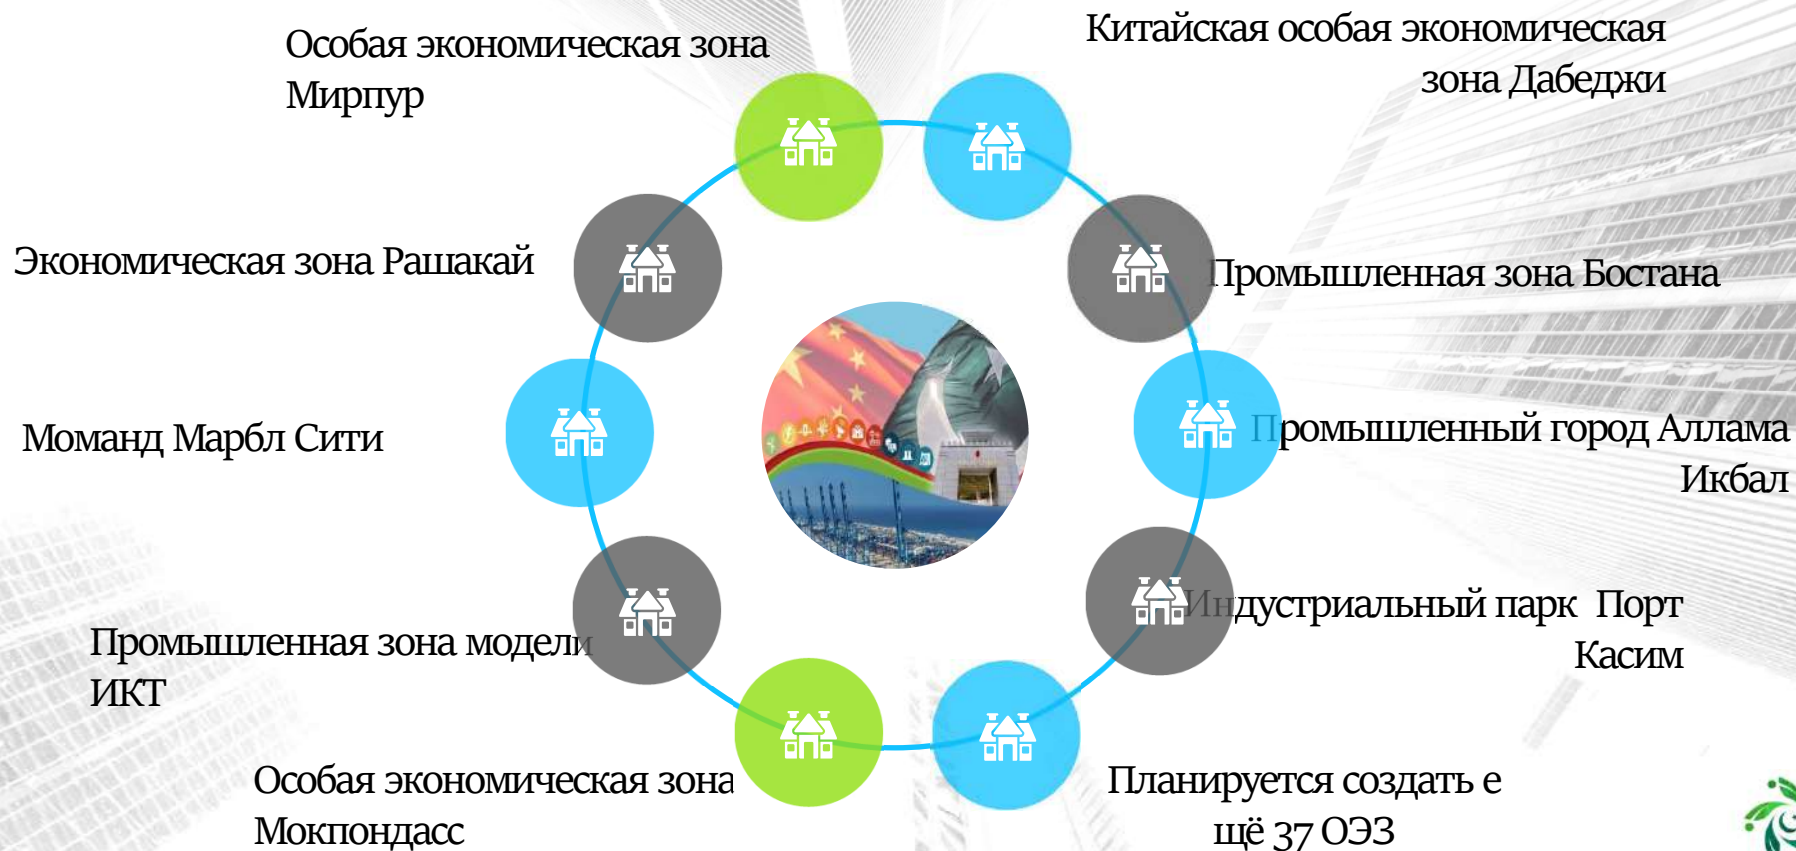 Особая экономическая зона
Мирпур
Китайская особая экономическая
зона Дабеджи
Экономическая зона Рашакай
Промышленная зона Бостана
Моманд Марбл Сити
Промышленный город Аллама
Икбал
Промышленная зона модели
ИКТ
Индустриальный парк Порт
Касим
Особая экономическая зона
Мокпондасс
Планируется создать е
щё 37 ОЭЗ